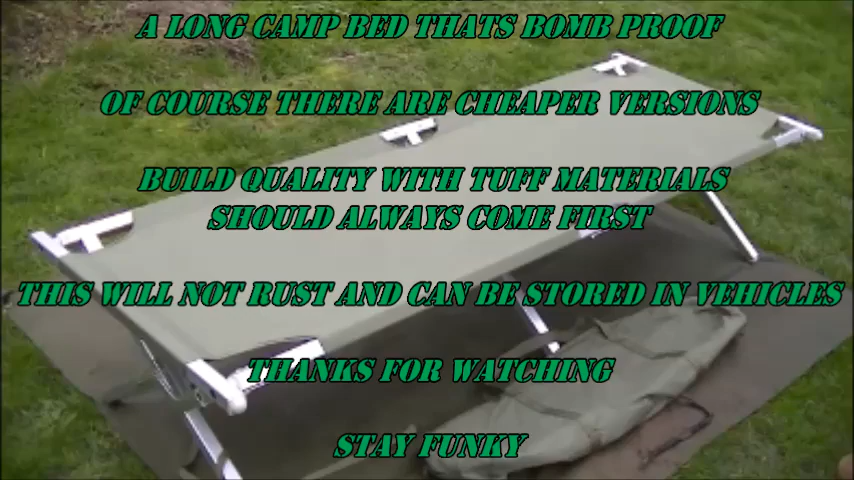 A LONG CAMP BED THATS BOMB PROOF
OF COURSE THERE ARE CHEAPER VERSIONS
BUILD QUALITY WITH TUFF MATERIALS
SHOULD ALWAYS COME FIRST
THIS WILL NOT RUST AND CAN BE STORED IN VEHICLES
THANKS FOR WATCHING
STAY FUNKY